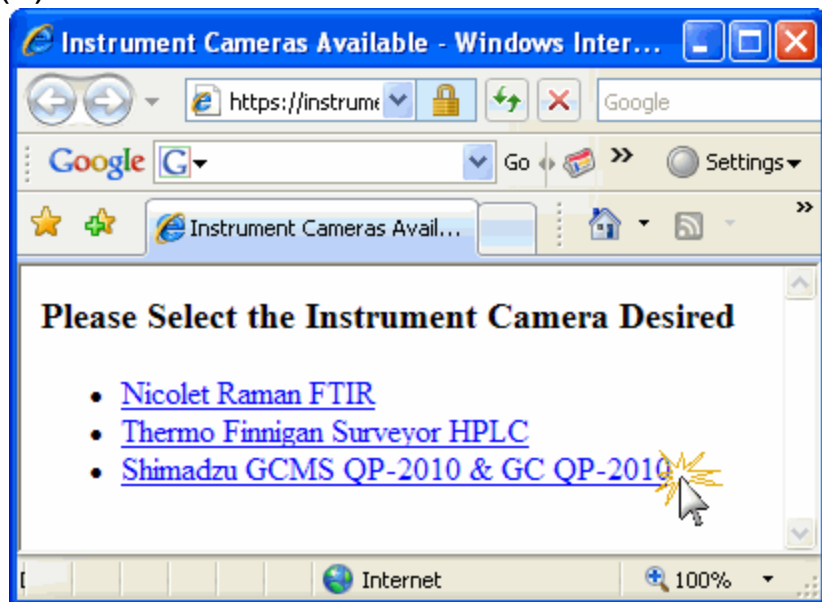 Instrument Cameras Available - Windows Inter...
https://instrume Google
Google G Go » Settings
Instrument Cameras Avail... »
Please Select the Instrument Camera Desired
• Nicolet Raman FTIR
• Thermo Finnigan Surveyor HPLC
• Shimadzu GCMS QP-2010 & GC QP-2010
Internet 100%